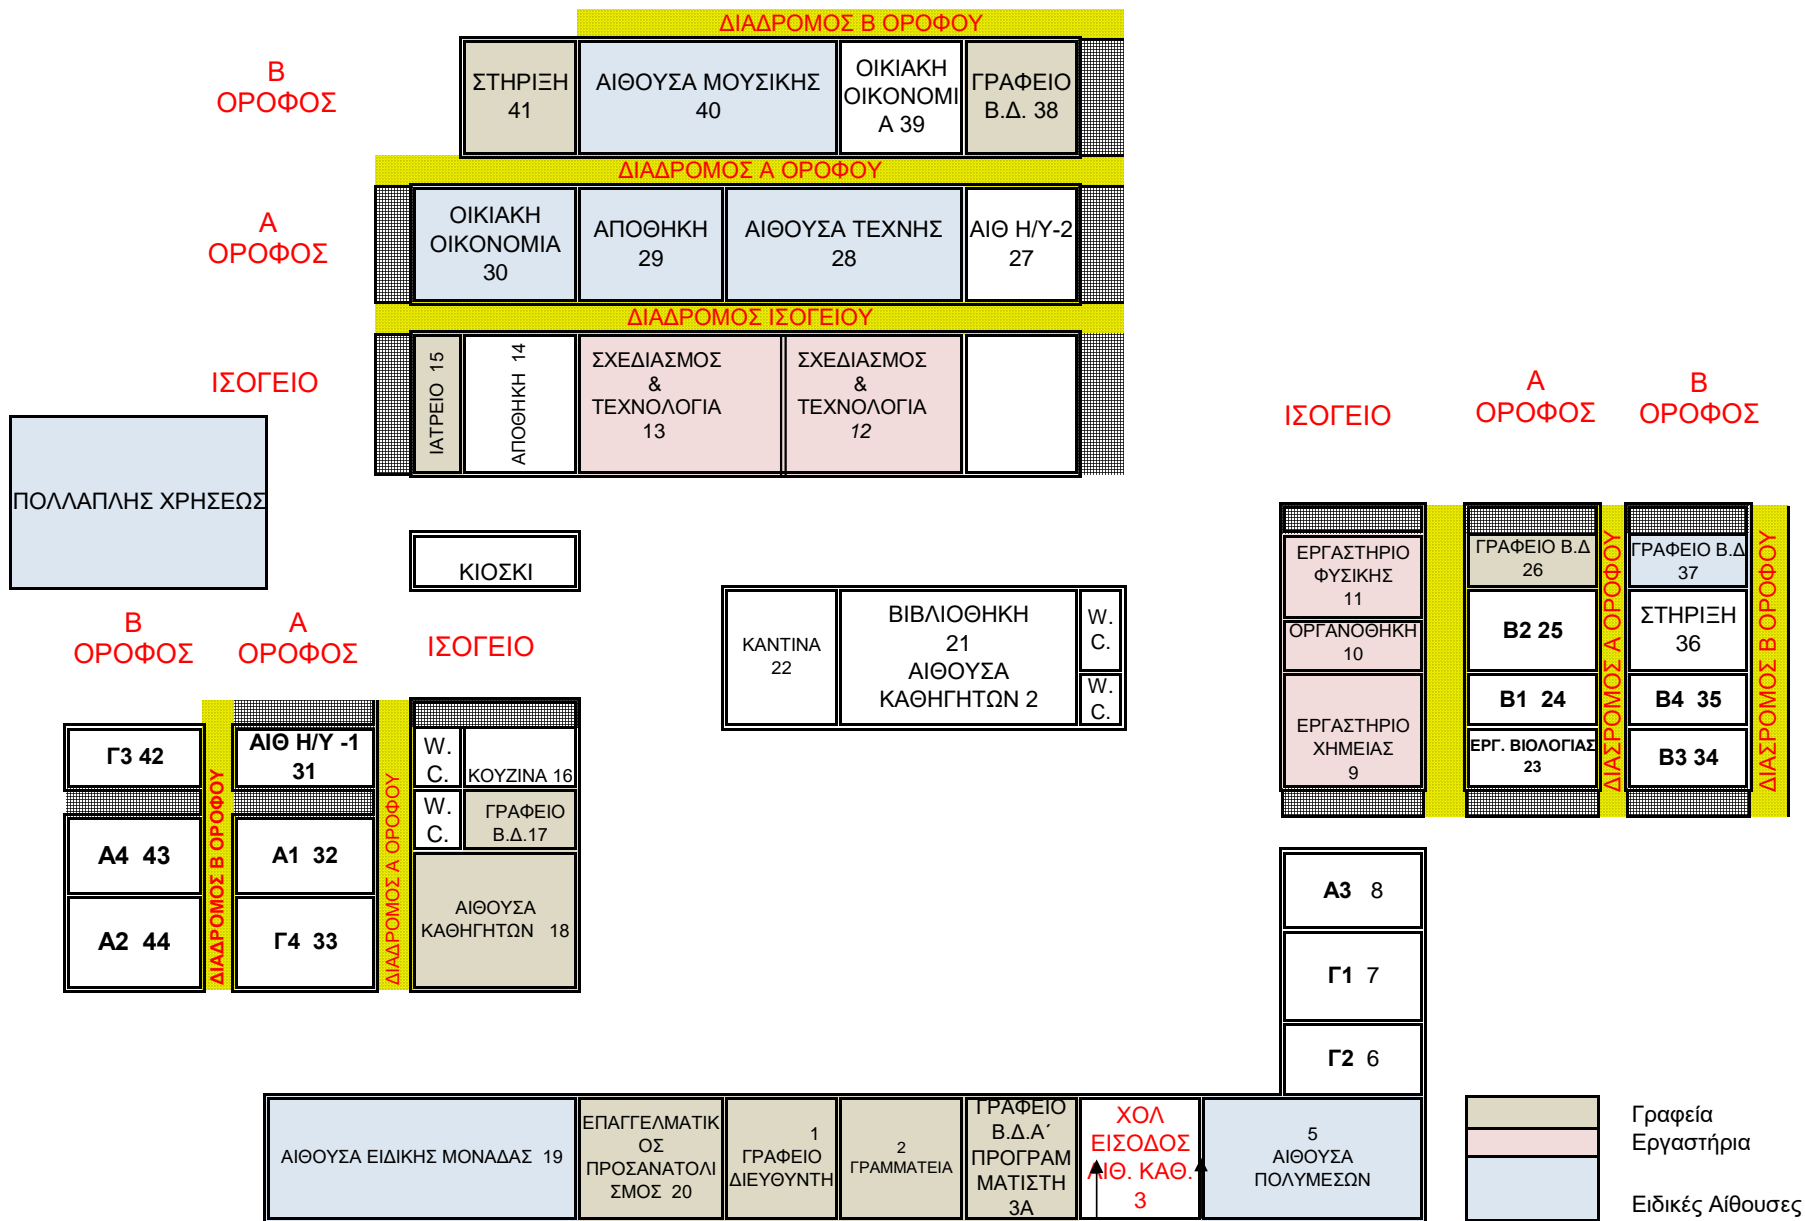 ΔΙΑΔΡΟΜΟΣ Β ΟΡΟΦΟΥ
Β
ΟΡΟΦΟΣ
ΣΤΗΡΙΞΗ
41
ΑΙΘΟΥΣΑ ΜΟΥΣΙΚΗΣ
40
ΟΙΚΙΑΚΗ
ΟΙΚΟΝΟΜΙ
Α 39
ΓΡΑΦΕΙΟ
Β.Δ. 38
ΔΙΑΔΡΟΜΟΣ Α ΟΡΟΦΟΥ
Α
ΟΡΟΦΟΣ
ΟΙΚΙΑΚΗ
ΟΙΚΟΝΟΜΙΑ
30
ΑΠΟΘΗΚΗ
29
ΑΙΘΟΥΣΑ ΤΕΧΝΗΣ
28
ΑΙΘ Η/Υ-2
27
ΔΙΑΔΡΟΜΟΣ ΙΣΟΓΕΙΟΥ
ΙΣΟΓΕΙΟ
ΙΑΤΡΕΙΟ 15
ΑΠΟΘΗΚΗ 14
ΣΧΕΔΙΑΣΜΟΣ
&
ΤΕΧΝΟΛΟΓΙΑ
13
ΣΧΕΔΙΑΣΜΟΣ
&
ΤΕΧΝΟΛΟΓΙΑ
12
ΠΟΛΛΑΠΛΗΣ ΧΡΗΣΕΩΣ
ΚΙΟΣΚΙ
ΚΑΝΤΙΝΑ
22
ΒΙΒΛΙΟΘΗΚΗ
21
ΑΙΘΟΥΣΑ
ΚΑΘΗΓΗΤΩΝ 2
W.
C.
W.
C.
ΙΣΟΓΕΙΟ
Α
ΟΡΟΦΟΣ
Β
ΟΡΟΦΟΣ
ΕΡΓΑΣΤΗΡΙΟ
ΦΥΣΙΚΗΣ
11
ΟΡΓΑΝΟΘΗΚΗ
10
ΕΡΓΑΣΤΗΡΙΟ
ΧΗΜΕΙΑΣ
9
ΓΡΑΦΕΙΟ Β.Δ
26
Β2 25
Β1 24
ΕΡΓ. ΒΙΟΛΟΓΙΑΣ
23
ΔΙΑΣΡΟΜΟΣ Α ΟΡΟΦΟΥ
ΓΡΑΦΕΙΟ Β.Δ
37
ΣΤΗΡΙΞΗ
36
Β4 35
Β3 34
ΔΙΑΣΡΟΜΟΣ Β ΟΡΟΦΟΥ
Β
ΟΡΟΦΟΣ
Α
ΟΡΟΦΟΣ
ΙΣΟΓΕΙΟ
Γ3 42
Α4 43
Α2 44
ΔΙΑΔΡΟΜΟΣ Β ΟΡΟΦΟΥ
ΑΙΘ Η/Υ -1
31
Α1 32
Γ4 33
ΔΙΑΔΡΟΜΟΣ Α ΟΡΟΦΟΥ
W.
C.
ΚΟΥΖΙΝΑ 16
W.
C.
ΓΡΑΦΕΙΟ
Β.Δ.17
ΑΙΘΟΥΣΑ
ΚΑΘΗΓΗΤΩΝ 18
Α3 8
Γ1 7
Γ2 6
ΑΙΘΟΥΣΑ ΕΙΔΙΚΗΣ ΜΟΝΑΔΑΣ 19
ΕΠΑΓΓΕΛΜΑΤΙΚ
ΟΣ
ΠΡΟΣΑΝΑΤΟΛΙ
ΣΜΟΣ 20
1
ΓΡΑΦΕΙΟ
ΔΙΕΥΘΥΝΤΗ
2
ΓΡΑΜΜΑΤΕΙΑ
ΓΡΑΦΕΙΟ
Β.Δ.Α΄
ΠΡΟΓΡΑΜ
ΜΑΤΙΣΤΗ
3Α
ΧΟΛ
ΕΙΣΟΔΟΣ
ΑΙΘ. ΚΑΘ.
3
5
ΑΙΘΟΥΣΑ
ΠΟΛΥΜΕΣΩΝ
Γραφεία
Εργαστήρια
Ειδικές Αίθουσες